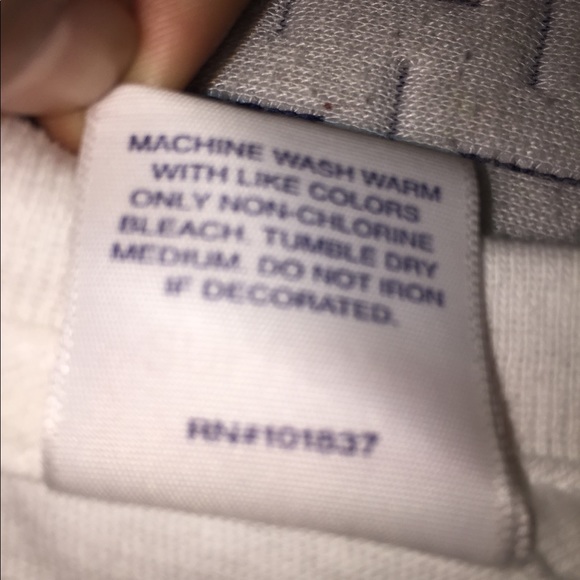 MACHINE WASH WARM
WITH LIKE COLORS
ONLY NON-CHLORINE
BLEACH. TUMBLE DRY
MEDIUM. DO NOT IRON
IF DECORATED.
RN#101837